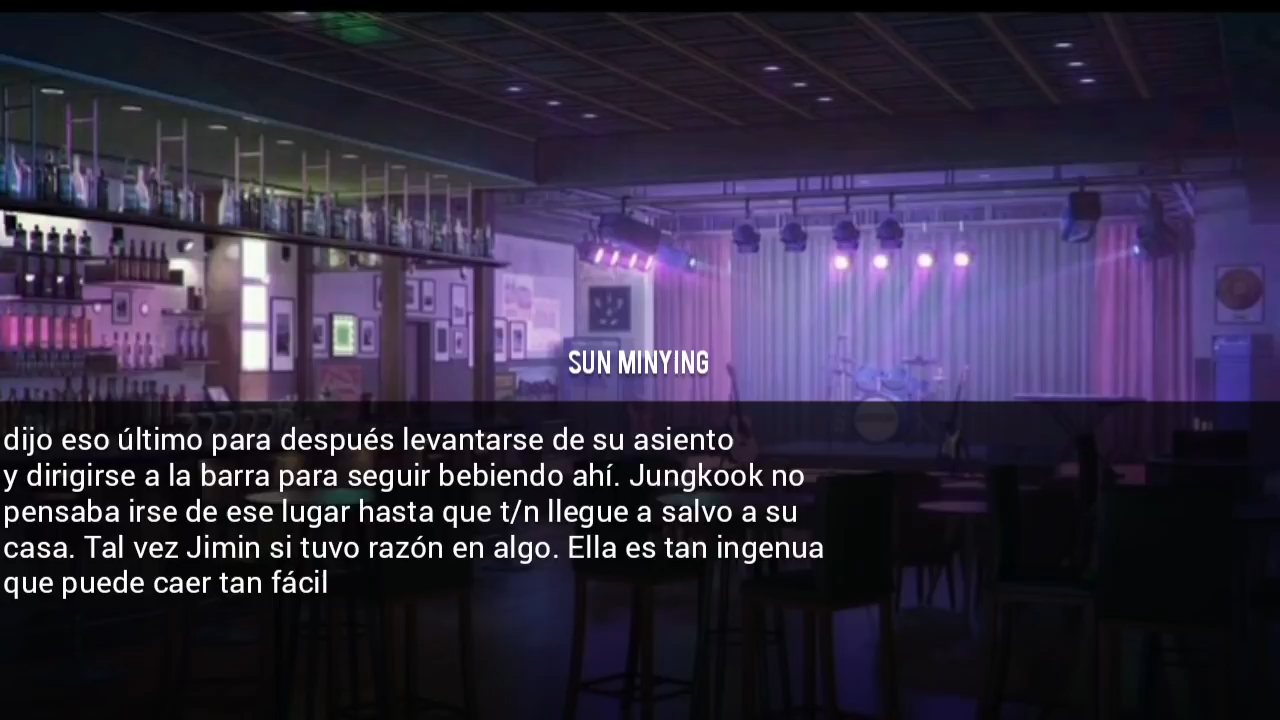 SUN MINYING
dijo eso último para después levantarse de su asiento
y dirigirse a la barra para seguir bebiendo ahí. Jungkook no
pensaba irse de ese lugar hasta que t/n llegue a salvo a su
casa. Tal vez Jimin si tuvo razón en algo. Ella es tan ingenua
que puede caer tan fácil